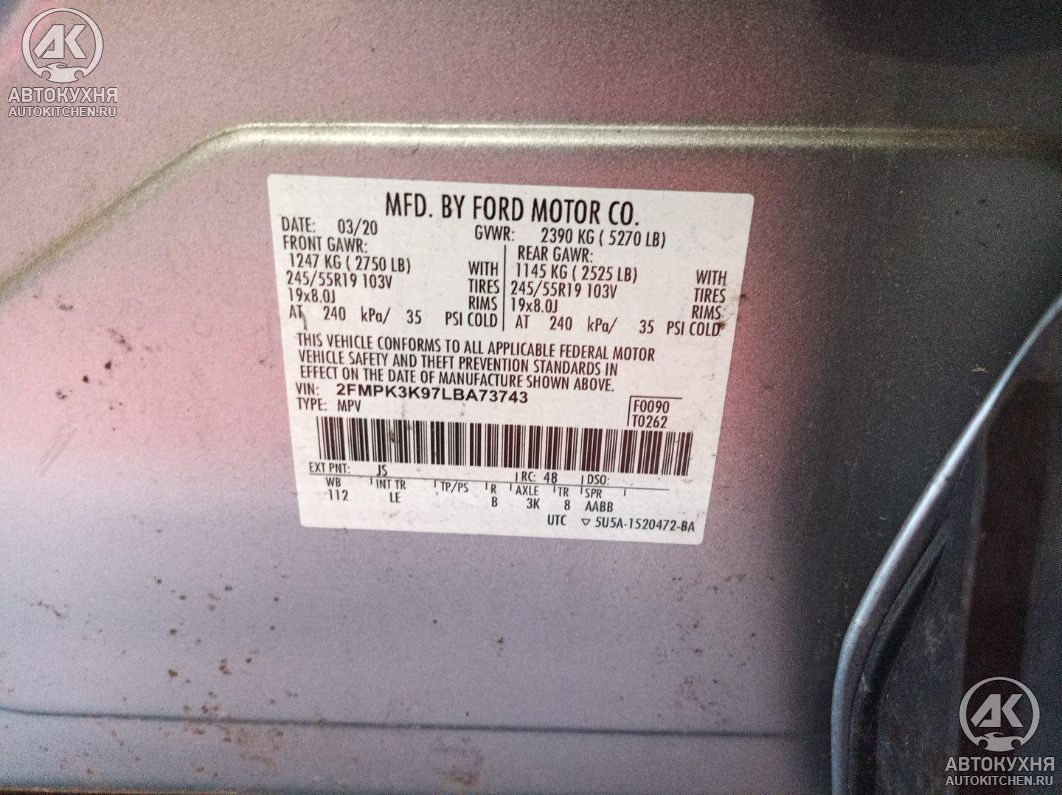 АК
АВТОКУХНЯ
AUTOKITCHEN.RU
MFD. BY FORD MOTOR CO.
DATE: 03/20 GVWR: 2390 KG ( 5270 LB)
FRONT GAWR: REAR GAWR:
1247 KG ( 2750 LB) WITH 1145 KG ( 2525 LB) WITH
245/55R19 103V TIRES 245/55R19 103V TIRES
19x8.0J RIMS 19x8.0J RIMS
AT 240 kPa/ 35 PSI COLD AT 240 kPa/ 35 PSI COLD
THIS VEHICLE CONFORMS TO ALL APPLICABLE FEDERAL MOTOR
VEHICLE SAFETY AND THEFT PREVENTION STANDARDS IN
EFFECT ON THE DATE OF MANUFACTURE SHOWN ABOVE.
VIN: 2FMPK3K97LBA73743
TYPE: MPV
F0090
T0262
EXT PNT: JS RC: 48 DSO:
WB INT TR TP/PS R AXLE TR SPR
112 LE B 3K 8 AABB
UTC ▽ 5U5A-1520472-BA
АК
АВТОКУХНЯ
AUTOKITCHEN.RU